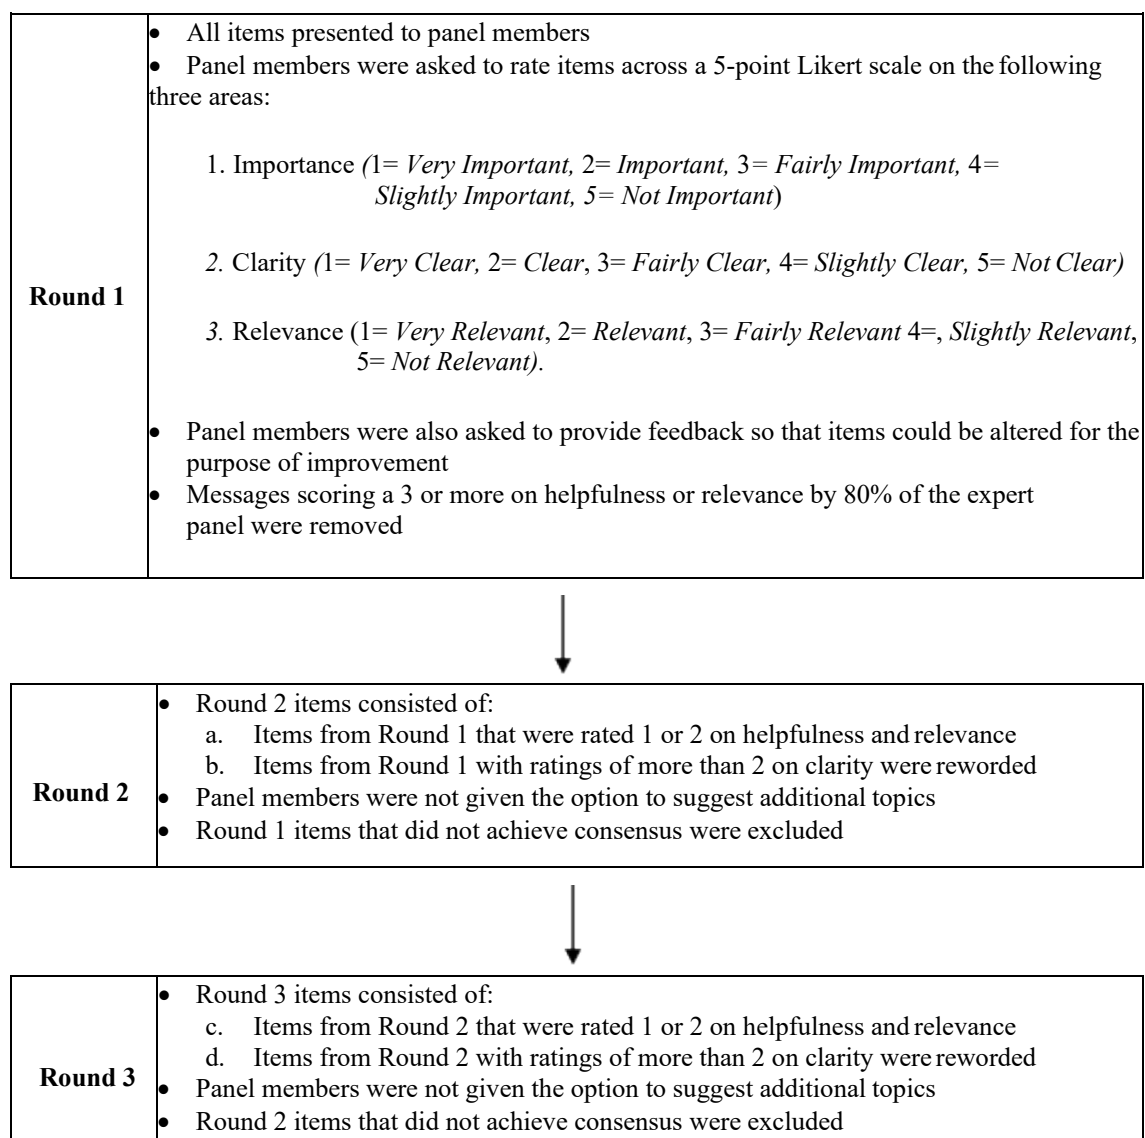 • All items presented to panel members
• Panel members were asked to rate items across a 5-point Likert scale on the following
three areas:
1. Importance (1= Very Important, 2= Important, 3= Fairly Important, 4=
Slightly Important, 5= Not Important)
2. Clarity (1= Very Clear, 2= Clear, 3= Fairly Clear, 4= Slightly Clear, 5= Not Clear)
Round 1
3. Relevance (1= Very Relevant, 2= Relevant, 3= Fairly Relevant 4=, Slightly Relevant,
5= Not Relevant).
• Panel members were also asked to provide feedback so that items could be altered for the
purpose of improvement
• Messages scoring a 3 or more on helpfulness or relevance by 80% of the expert
panel were removed
• Round 2 items consisted of:
a. Items from Round 1 that were rated 1 or 2 on helpfulness and relevance
b. Items from Round 1 with ratings of more than 2 on clarity were reworded
Round 2
• Panel members were not given the option to suggest additional topics
• Round 1 items that did not achieve consensus were excluded
• Round 3 items consisted of:
c. Items from Round 2 that were rated 1 or 2 on helpfulness and relevance
d. Items from Round 2 with ratings of more than 2 on clarity were reworded
Round 3
• Panel members were not given the option to suggest additional topics
• Round 2 items that did not achieve consensus were excluded